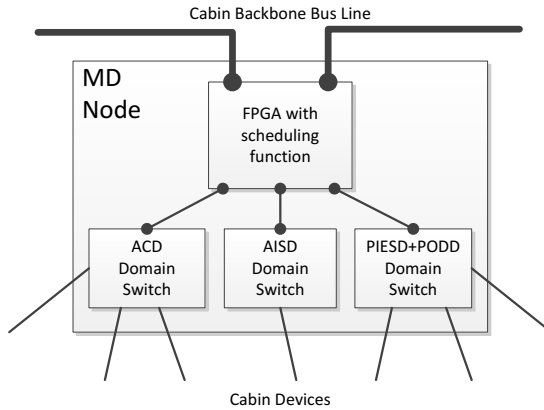 Cabin Backbone Bus Line
MD
Node
FPGA with
scheduling
function
ACD
Domain
Switch
AISD
Domain
Switch
PIESD+PODD
Domain
Switch
Cabin Devices